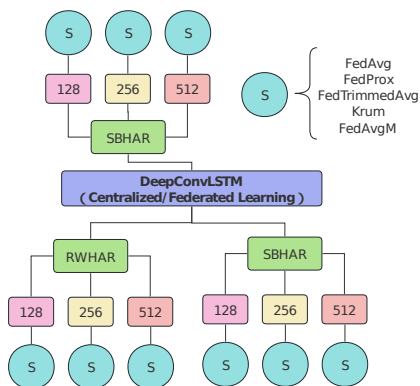 S S S S
FedAvg
FedProx
FedTrimmedAvg
Krum
FedAvgM
128 256 512
SBHAR
DeepConvLSTM
(Centralized/Federated Learning)
RWHAR SBHAR
128 256 512 128 256 512
S S S S S S